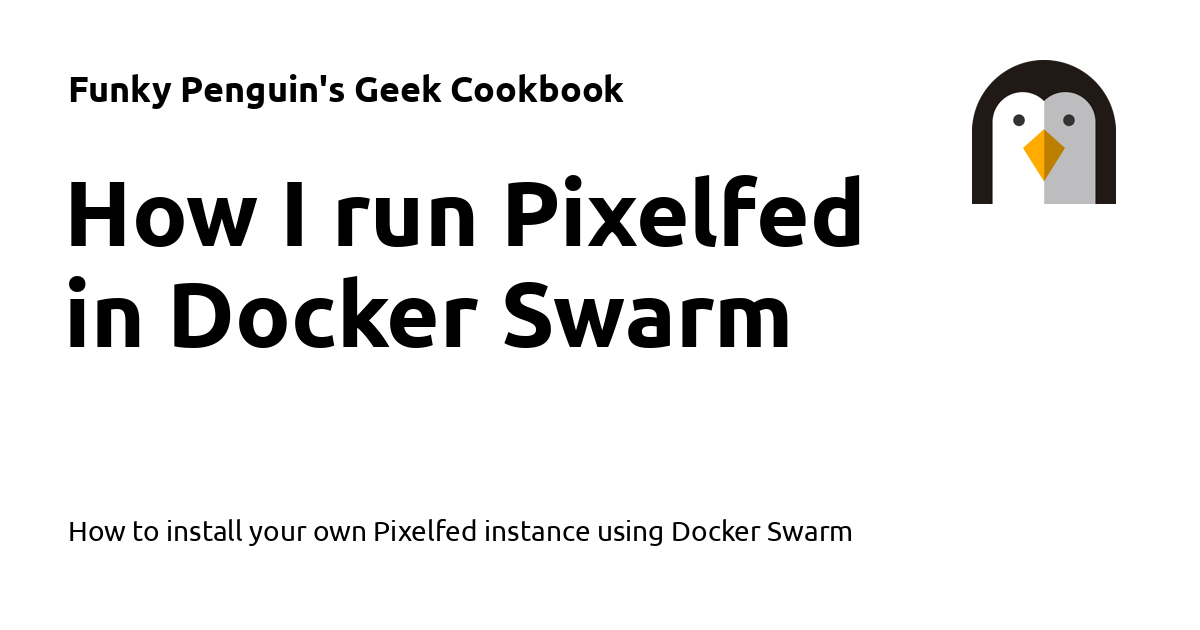 Funky Penguin's Geek Cookbook
How I run Pixelfed
in Docker Swarm
How to install your own Pixelfed instance using Docker Swarm